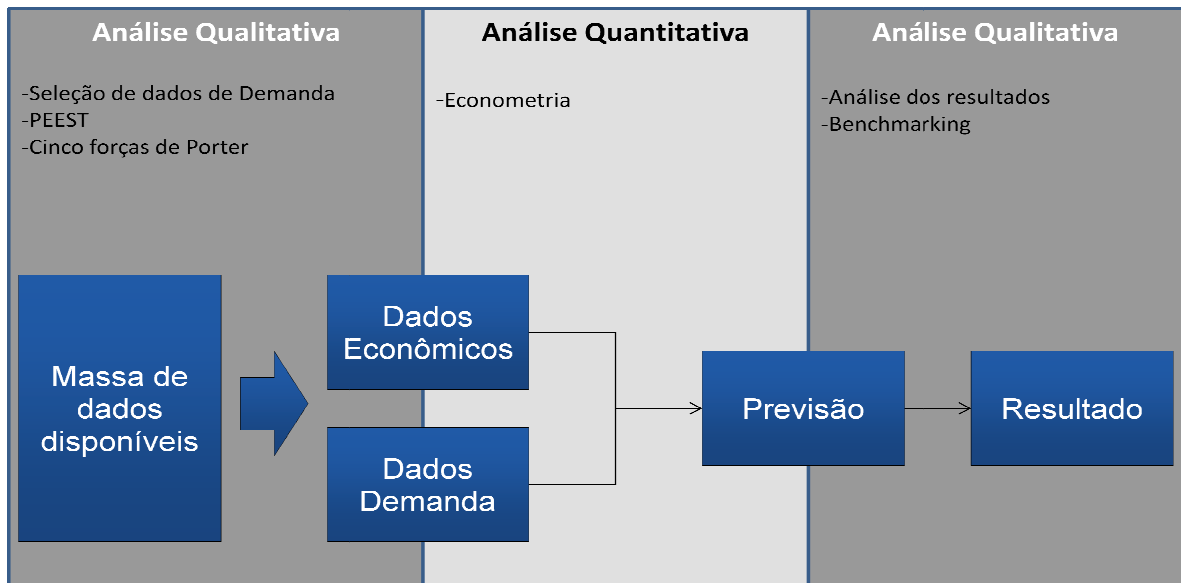 Análise Qualitativa
-Seleção de dados de Demanda
-PEEST
-Cinco forças de Porter
Análise Quantitativa
-Econometria
Análise Qualitativa
-Análise dos resultados
-Benchmarking
Massa de
dados
disponíveis
Dados
Econômicos
Dados
Demanda
Previsão
Resultado